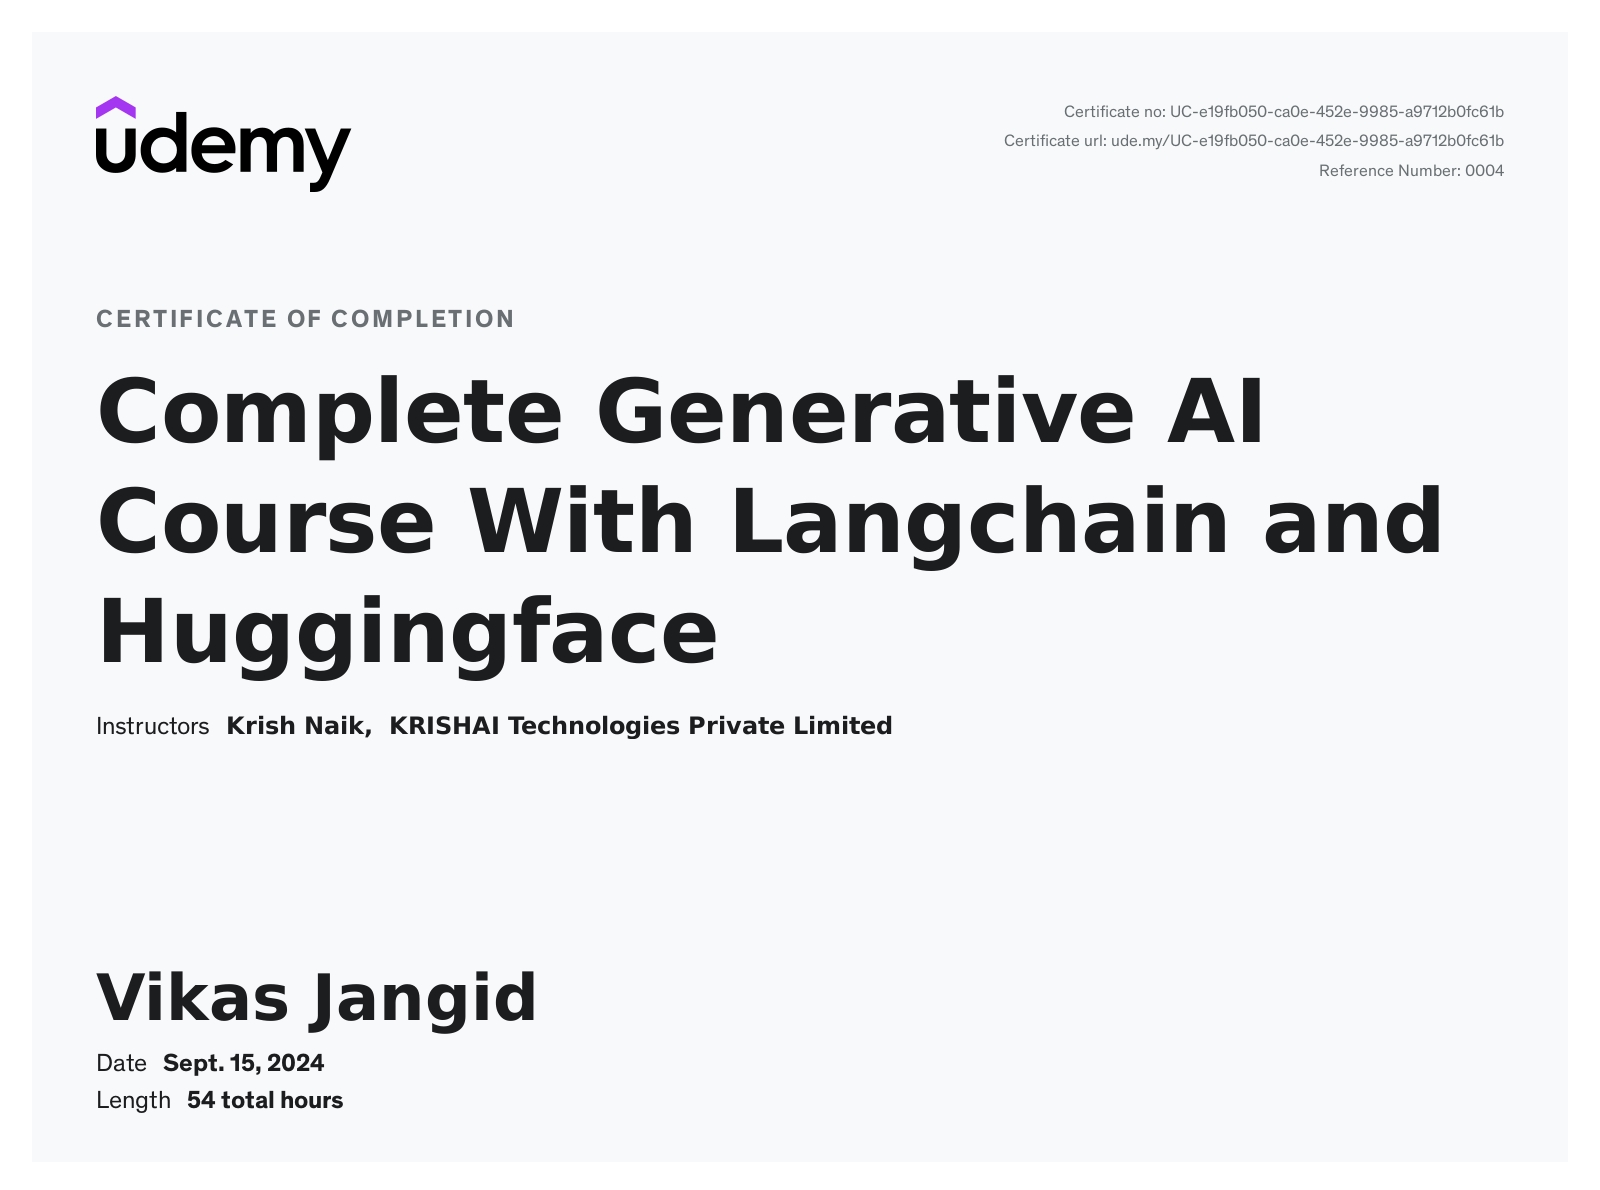 udemy
Certificate no: UC-e19fb050-ca0e-452e-9985-a9712b0fc61b
Certificate url: ude.my/UC-e19fb050-ca0e-452e-9985-a9712b0fc61b
Reference Number: 0004
CERTIFICATE OF COMPLETION
Complete Generative AI
Course With Langchain and
Huggingface
Instructors Krish Naik, KRISHAI Technologies Private Limited
Vikas Jangid
Date Sept. 15, 2024
Length 54 total hours